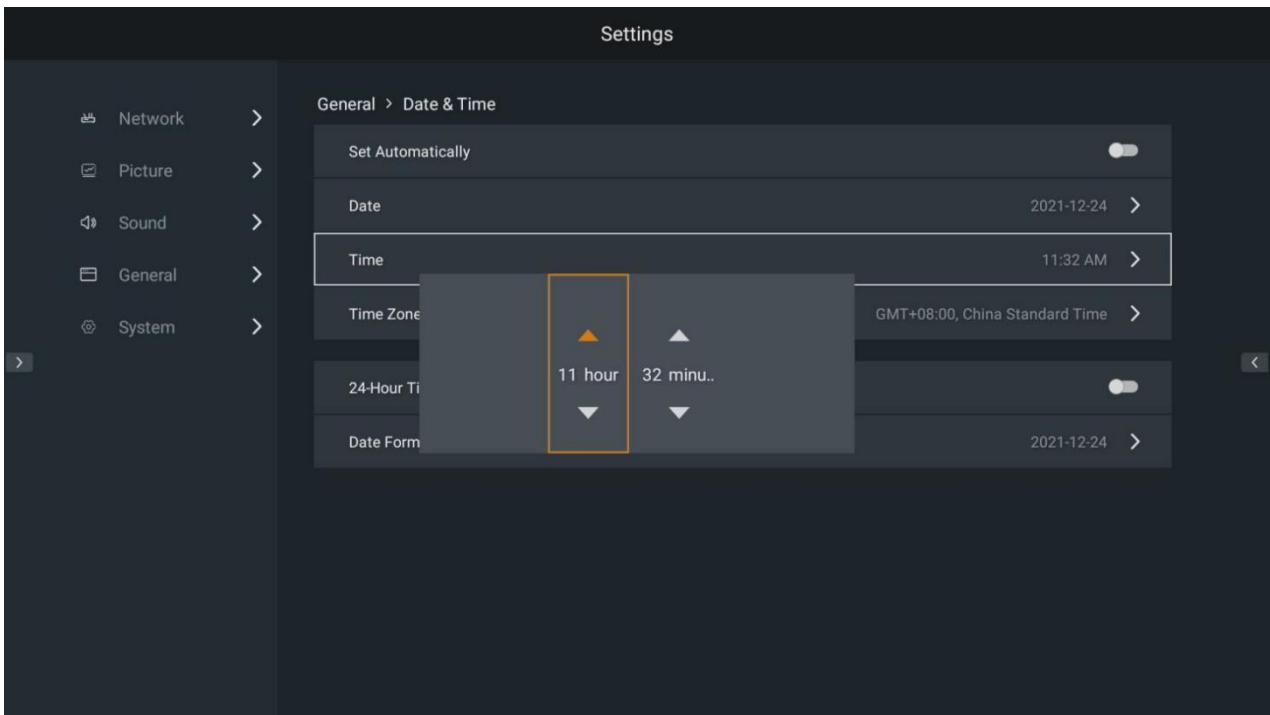 Settings
Network
Picture
Sound
General
System
General > Date & Time
Set Automatically
Date 2021-12-24
Time 11:32 AM
Time Zone GMT+08:00, China Standard Time
11 hour 32 minu..
24-Hour Ti
Date Form 2021-12-24